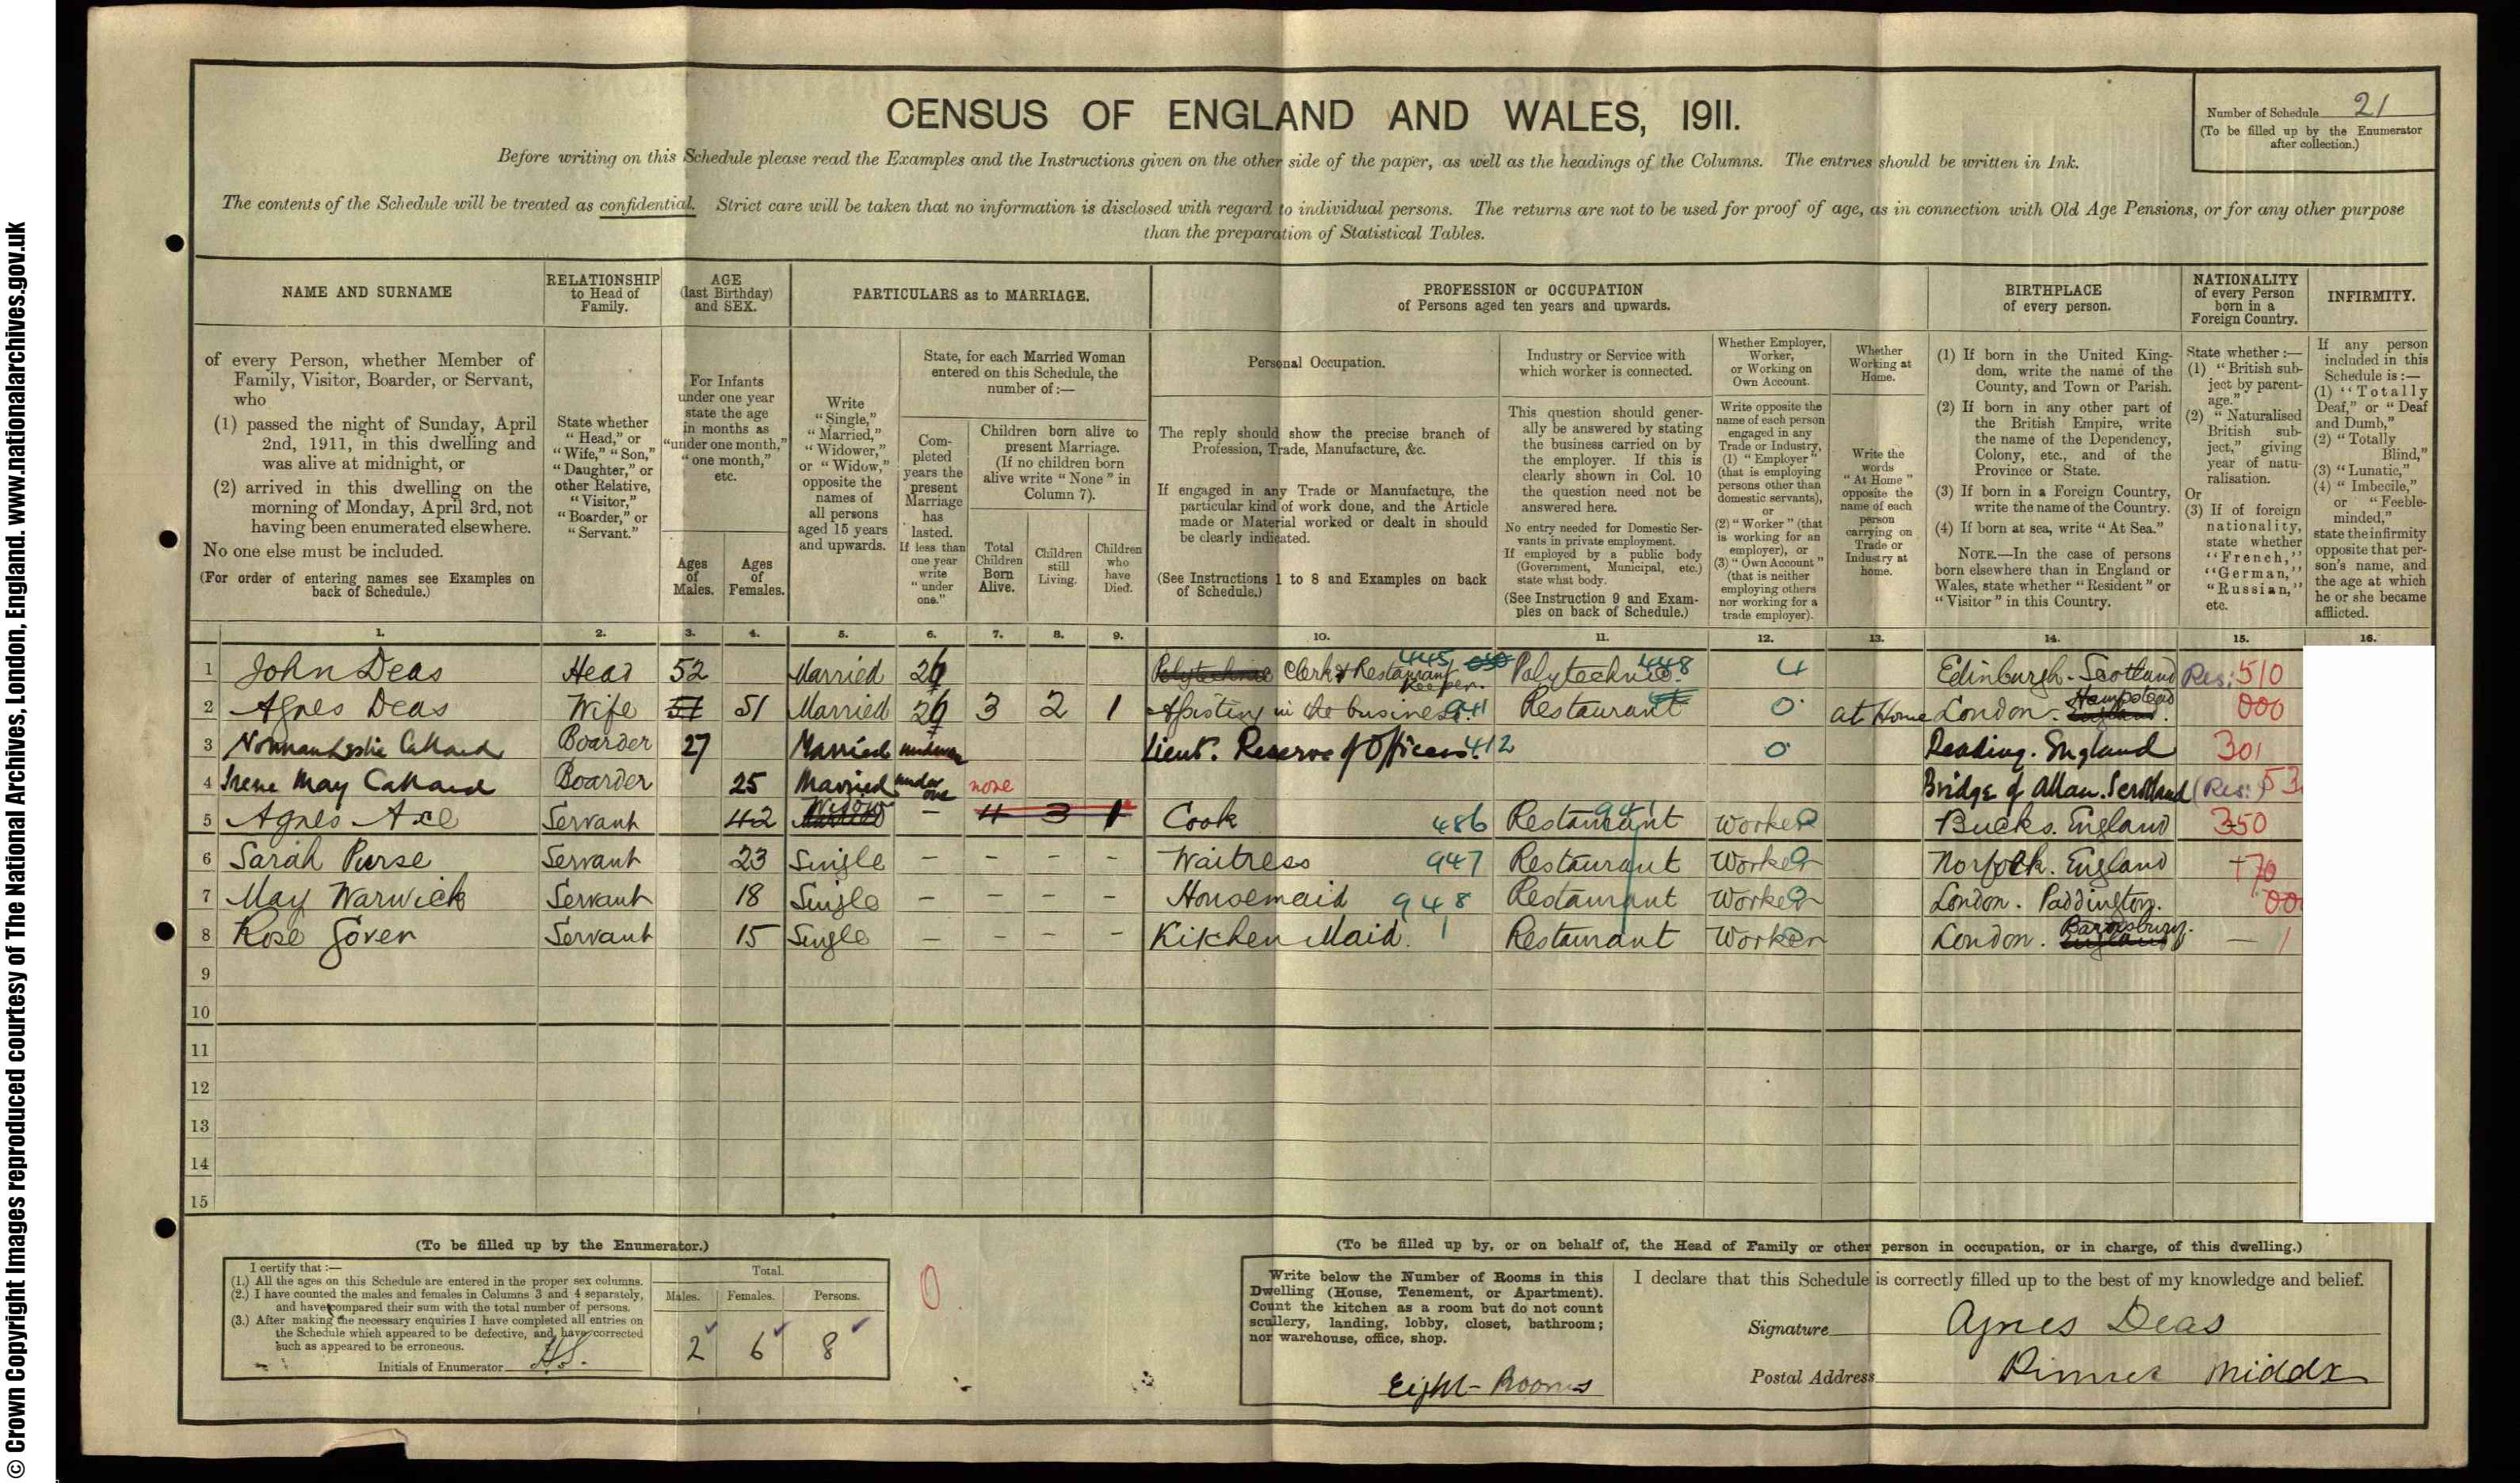 © Crown Copyright Images reproduced courtesy of The National Archives, London, England. www.nationalarchives.gov.uk
CENSUS OF ENGLAND AND WALES, 1911.
Number of Schedule 21
(To be filled up by the Enumerator
after collection.)
Before writing on this Schedule please read the Examples and the Instructions given on the other side of the paper, as well as the headings of the Columns. The entries should be written in Ink.
The contents of the Schedule will be treated as confidential. Strict care will be taken that no information is disclosed with regard to individual persons. The returns are not to be used for proof of age, as in connection with Old Age Pensions, or for any other purpose
than the preparation of Statistical Tables.
NAME AND SURNAME
of every Person, whether Member of
Family, Visitor, Boarder, or Servant,
who
(1) passed the night of Sunday, April
2nd, 1911, in this dwelling and
was alive at midnight, or
(2) arrived in this dwelling on the
morning of Monday, April 3rd, not
having been enumerated elsewhere.
No one else must be included.
(For order of entering names see Examples on
back of Schedule.)
RELATIONSHIP
to Head of
Family.
State whether
"Head," or
"Wife," "Son,"
"Daughter," or
other Relative,
"Visitor,"
"Boarder," or
"Servant."
AGE
(last Birthday)
and SEX.
For Infants
under one year
state the age
in months as
"under one month,"
"one month,"
etc.
Ages
of
Males.
Ages
of
Females.
PARTICULARS as to MARRIAGE.
Write
"Single,"
"Married,"
"Widower,"
or "Widow,"
opposite the
names of
all persons
aged 15 years
and upwards.
State, for each Married Woman
entered on this Schedule, the
number of:—
Com-
pleted
years the
present
Marriage
has
lasted.
If less than
one year
write
"under
one."
Children born alive to
present Marriage.
(If no children born
alive write "None" in
Column 7).
Total
Children
Born
Alive.
Children
still
Living.
Children
who
have
Died.
PROFESSION or OCCUPATION
of Persons aged ten years and upwards.
Personal Occupation.
The reply should show the precise branch of
Profession, Trade, Manufacture, &c.
If engaged in any Trade or Manufacture, the
particular kind of work done, and the Article
made or Material worked or dealt in should
be clearly indicated.
(See Instructions 1 to 8 and Examples on back
of Schedule.)
Industry or Service with
which worker is connected.
This question should gener-
ally be answered by stating
the business carried on by
the employer. If this is
clearly shown in Col. 10
the question need not be
answered here.
No entry needed for Domestic Ser-
vants in private employment.
If employed by a public body
(Government, Municipal, etc.)
state what body.
(See Instruction 9 and Exam-
ples on back of Schedule.)
Whether Employer,
Worker,
or Working on
Own Account.
Write opposite the
name of each person
engaged in any
Trade or Industry,
(1) "Employer"
(that is employing
persons other than
domestic servants),
or
(2) "Worker" (that
is working for an
employer), or
(3) "Own Account"
(that is neither
employing others
nor working for a
trade employer).
Whether
Working at
Home.
Write the
words
"At Home"
opposite the
name of each
person
carrying on
Trade or
Industry at
home.
BIRTHPLACE
of every person.
(1) If born in the United King-
dom, write the name of the
County, and Town or Parish.
(2) If born in any other part of
the British Empire, write
the name of the Dependency,
Colony, etc., and of the
Province or State.
(3) If born in a Foreign Country,
write the name of the Country.
(4) If born at sea, write "At Sea."
NOTE.—In the case of persons
born elsewhere than in England or
Wales, state whether "Resident" or
"Visitor" in this Country.
NATIONALITY
of every Person
born in a
Foreign Country.
State whether:—
(1) "British sub-
ject by parent-
age."
(2) "Naturalised
British sub-
ject," giving
year of natu-
ralisation.
Or
(3) If of foreign
nationality,
state whether
"French,"
"German,"
"Russian,"
etc.
INFIRMITY.
If any person
included in this
Schedule is:—
(1) "Totally
Deaf," or "Deaf
and Dumb,"
(2) "Totally
Blind,"
(3) "Lunatic,"
(4) "Imbecile,"
or "Feeble-
minded,"
state the infirmity
opposite that per-
son's name, and
the age at which
he or she became
afflicted.
1. 2. 3. 4. 5. 6. 7. 8. 9. 10. 11. 12. 13. 14. 15. 16.
1 John Deas Head 52 Married 26 Polytechnic Clerk & Restaurant Keeper. 445 Polytechnic. 448 4 Edinburgh. Scotland Res: 510
2 Agnes Deas Wife 51 51 Married 26 3 2 1 Assisting in the business. 941 Restaurant 0 at Home London. Hampstead England. 000
3 Norman Leslie Callard Boarder 27 Married Lieut. Reserve of Officers. 412 0 Reading. England 301
4 Irene May Callard Boarder 25 Married under one none Bridge of Allan. Scotland (Res:) 53
5 Agnes Axe Servant 42 Widow Married – 4 3 1 Cook 486 Restaurant 941 Worker Bucks. England 350
6 Sarah Purse Servant 23 Single – – – – Waitress 947 Restaurant Worker Norfolk. England +70
7 May Warwick Servant 18 Single – – – – Housemaid 948 Restaurant Worker London. Paddington. 00
8 Rose Goven Servant 15 Single – – – – Kitchen Maid. 1 Restaurant Worker London. Barnsbury. England — 1
9
10
11
12
13
14
15
(To be filled up by the Enumerator.)
I certify that:—
(1.) All the ages on this Schedule are entered in the proper sex columns.
(2.) I have counted the males and females in Columns 3 and 4 separately,
and have compared their sum with the total number of persons.
(3.) After making the necessary enquiries I have completed all entries on
the Schedule which appeared to be defective, and have corrected
such as appeared to be erroneous.
Initials of Enumerator
Total.
Males. Females. Persons.
2 6 8
0
(To be filled up by, or on behalf of, the Head of Family or other person in occupation, or in charge, of this dwelling.)
Write below the Number of Rooms in this
Dwelling (House, Tenement, or Apartment).
Count the kitchen as a room but do not count
scullery, landing, lobby, closet, bathroom;
nor warehouse, office, shop.
Eight Rooms
I declare that this Schedule is correctly filled up to the best of my knowledge and belief.
Signature Agnes Deas
Postal Address Pinner Middx